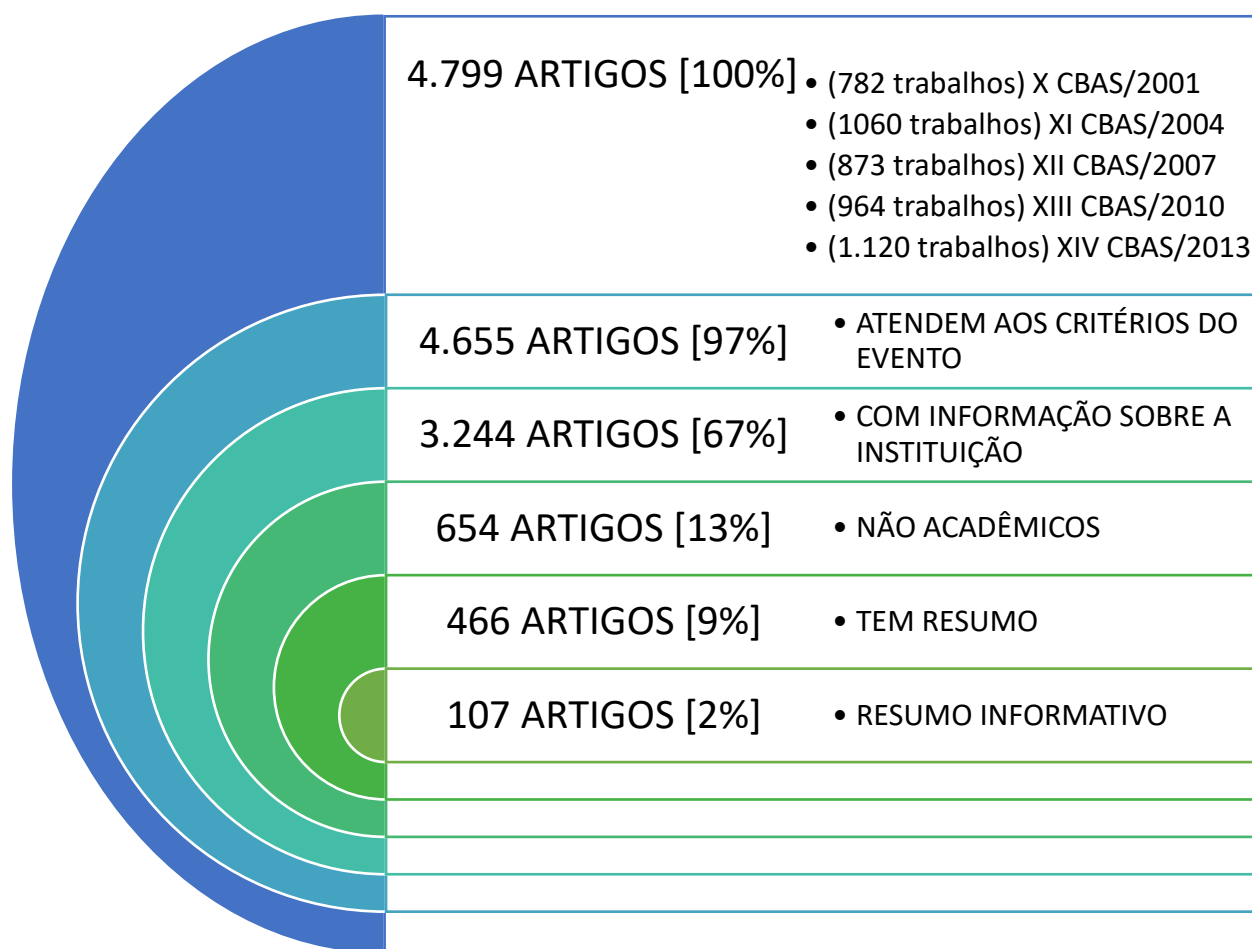 4.799 ARTIGOS [100%]
• (782 trabalhos) X CBAS/2001
• (1060 trabalhos) XI CBAS/2004
• (873 trabalhos) XII CBAS/2007
• (964 trabalhos) XIII CBAS/2010
• (1.120 trabalhos) XIV CBAS/2013
4.655 ARTIGOS [97%]
• ATENDEM AOS CRITÉRIOS DO
EVENTO
3.244 ARTIGOS [67%]
• COM INFORMAÇÃO SOBRE A
INSTITUIÇÃO
654 ARTIGOS [13%]
• NÃO ACADÊMICOS
466 ARTIGOS [9%]
• TEM RESUMO
107 ARTIGOS [2%]
• RESUMO INFORMATIVO